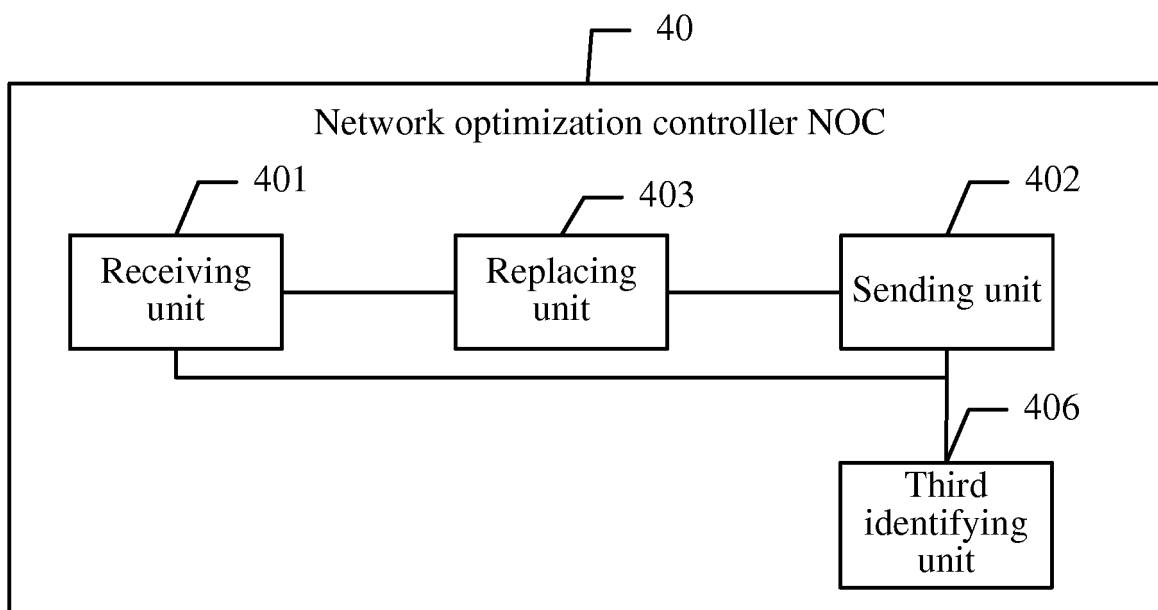 40
Network optimization controller NOC
401
403
402
Receiving
unit
Replacing
unit
Sending unit
406
Third
identifying
unit